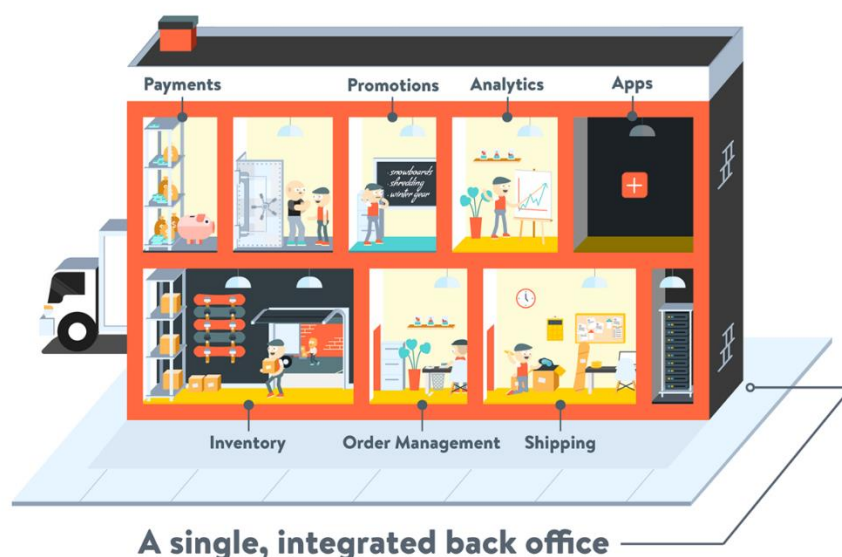 Payments
Promotions
Analytics
Apps
• snowboards
• shredding
• winter gear
Inventory
Order Management
Shipping
A single, integrated back office